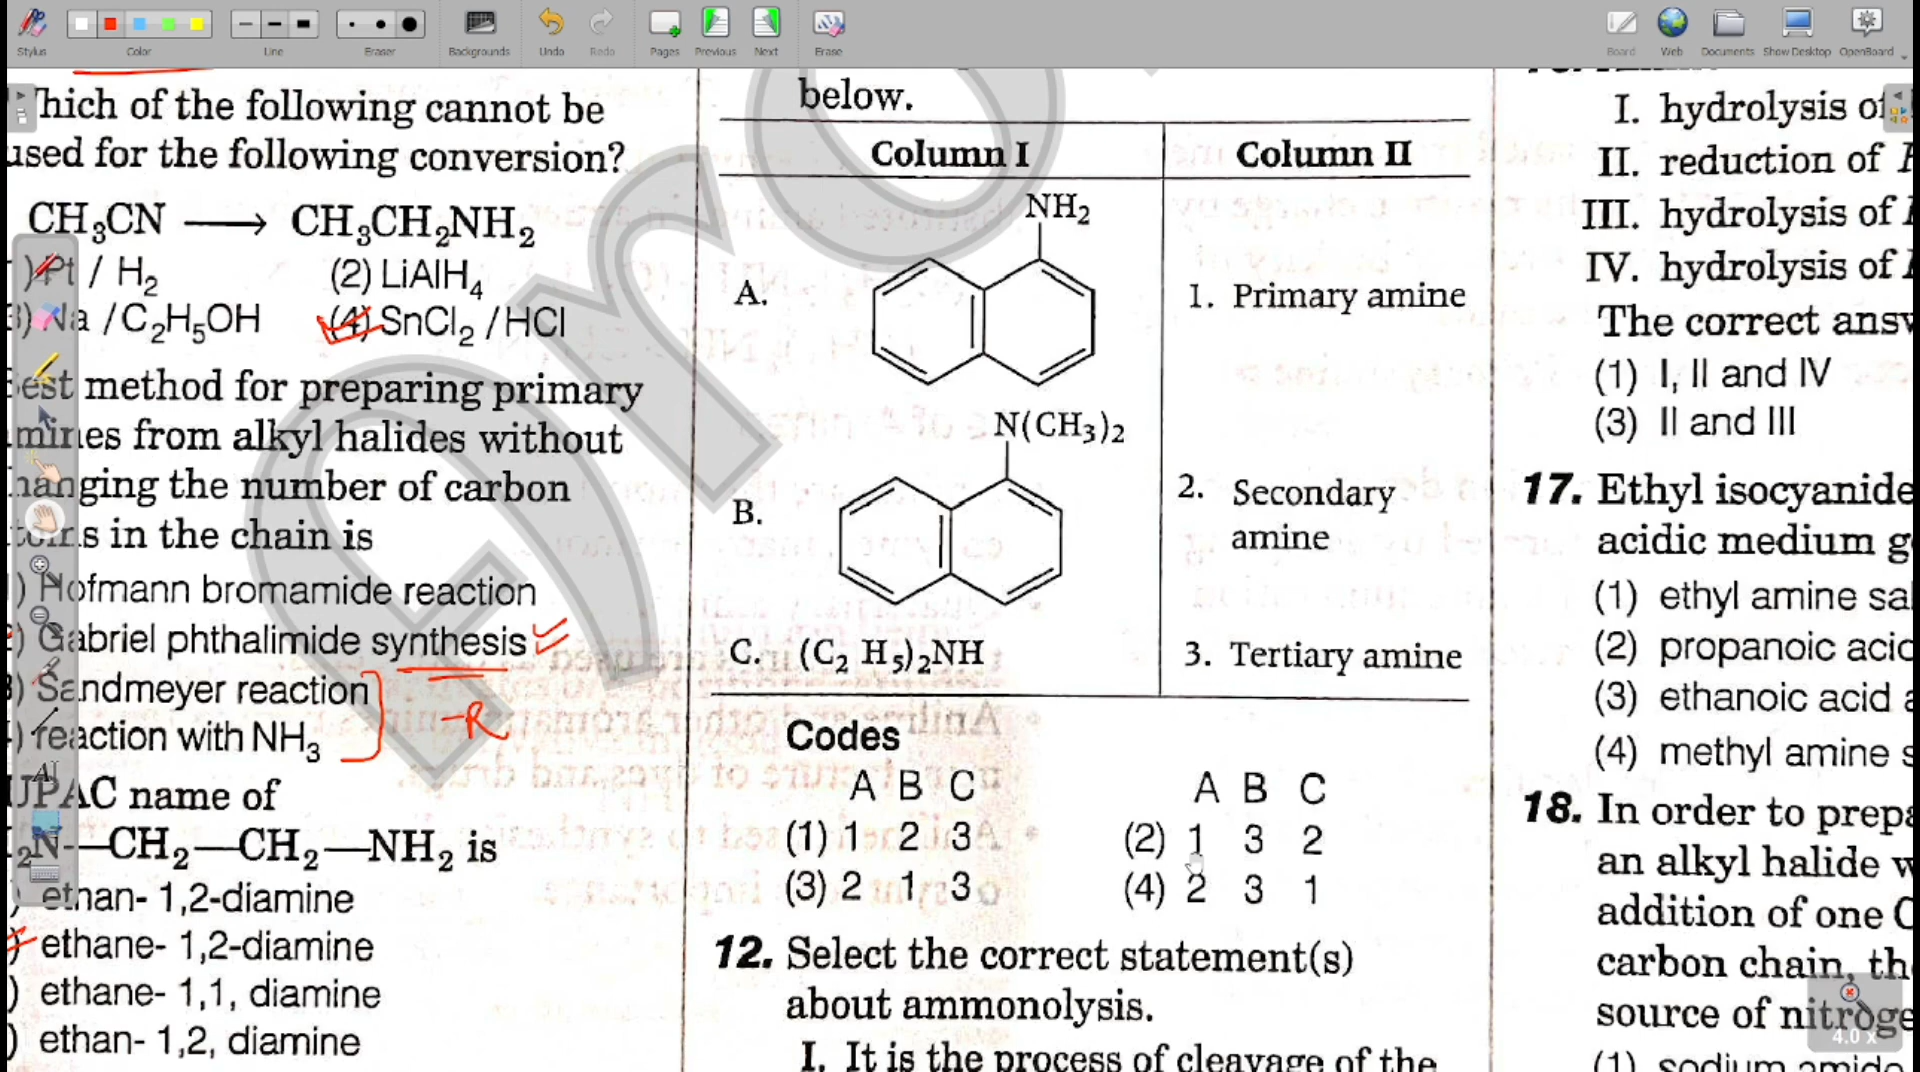 Stylus
Color
Line
Eraser
Backgrounds
Undo
Redo
Pages
Previous
Next
Erase
Board
Web
Documents
Show Desktop
OpenBoard
hich of the following cannot be
used for the following conversion?
CH3CN ⟶ CH3CH2NH2
) Pt / H2 (2) LiAlH4
3) Na / C2H5OH (4) SnCl2 / HCl
est method for preparing primary
mines from alkyl halides without
hanging the number of carbon
toms in the chain is
) Hofmann bromamide reaction
) Gabriel phthalimide synthesis
3) Sandmeyer reaction
) reaction with NH3
-R
UPAC name of
2N—CH2—CH2—NH2 is
) ethan- 1,2-diamine
) ethane- 1,2-diamine
) ethane- 1,1, diamine
) ethan- 1,2, diamine
below.
Column I Column II
NH2
A. 1. Primary amine
N(CH3)2
B. 2. Secondary
amine
C. (C2 H5)2NH 3. Tertiary amine
Codes
A B C A B C
(1) 1 2 3 (2) 1 3 2
(3) 2 1 3 (4) 2 3 1
12. Select the correct statement(s)
about ammonolysis.
I. It is the process of cleavage of the
I. hydrolysis of
II. reduction of
III. hydrolysis of
IV. hydrolysis of
The correct answ
(1) I, II and IV
(3) II and III
17. Ethyl isocyanide
acidic medium g
(1) ethyl amine sal
(2) propanoic acid
(3) ethanoic acid a
(4) methyl amine s
18. In order to prepa
an alkyl halide w
addition of one C
carbon chain, th
source of nitroge
(1) sodium amide
4.0 x